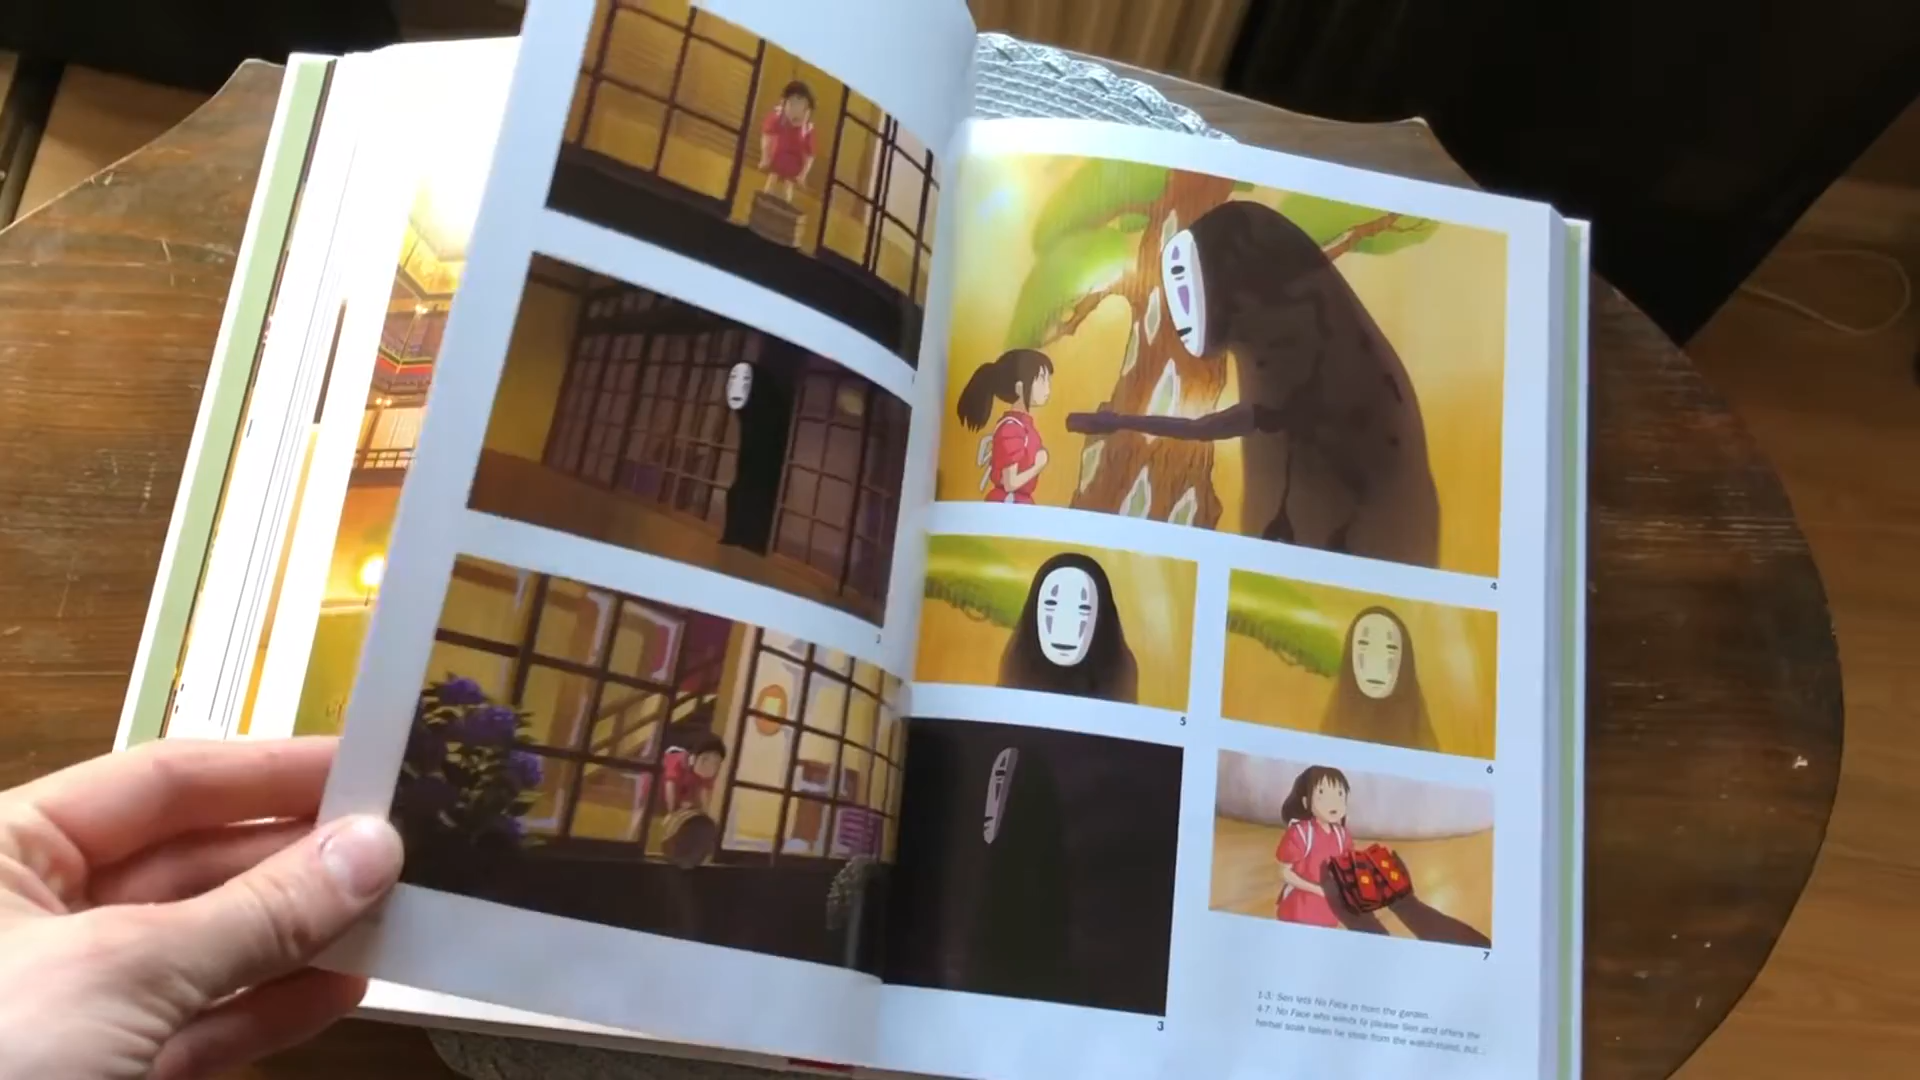 2
4
5
6
3
7
1-3: Sen lets No Face in from the garden.
4-7: No Face who wants to please Sen and offers the
herbal soak token he stole from the watchstand, but...